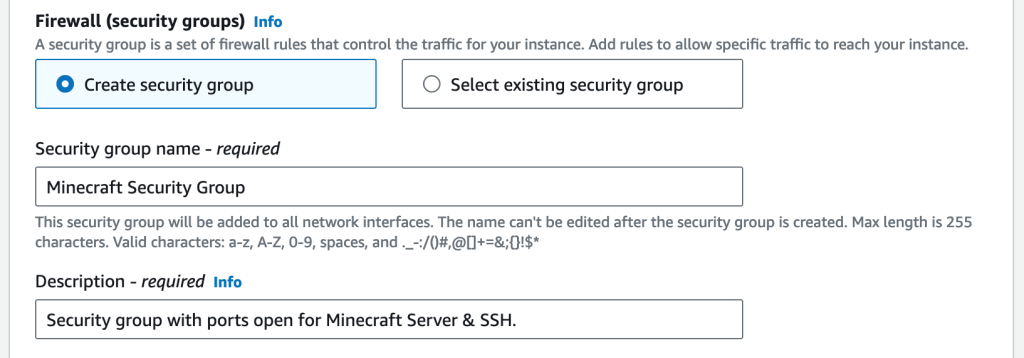 Firewall (security groups) Info
A security group is a set of firewall rules that control the traffic for your instance. Add rules to allow specific traffic to reach your instance.
Create security group
Select existing security group
Security group name - required
Minecraft Security Group
This security group will be added to all network interfaces. The name can't be edited after the security group is created. Max length is 255
characters. Valid characters: a-z, A-Z, 0-9, spaces, and ._-:/()#,@[]+=&;{}!$*
Description - required Info
Security group with ports open for Minecraft Server & SSH.